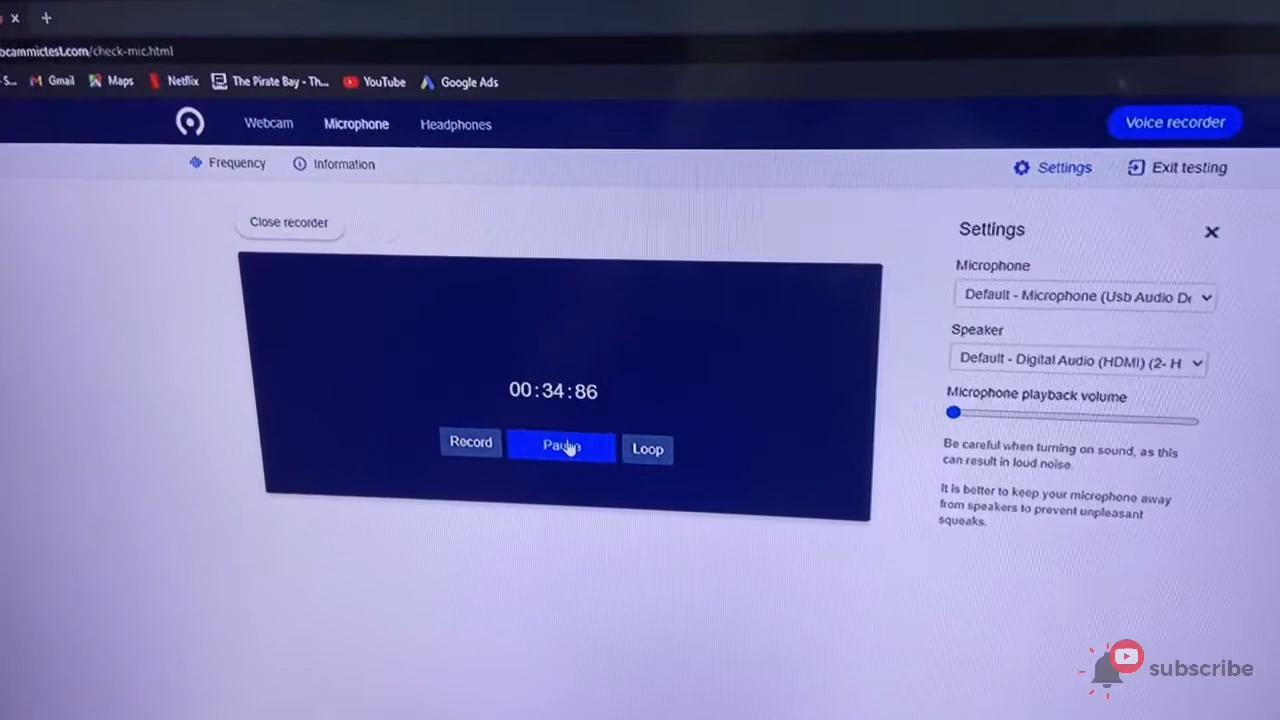 bcammictest.com/check-mic.html
Gmail
Maps
Netflix
The Pirate Bay - Th...
YouTube
Google Ads
Webcam
Microphone
Headphones
Voice recorder
Frequency
Information
Settings
Exit testing
Close recorder
00:34:86
Record
Loop
Settings
Microphone
Default - Microphone (Usb Audio De
Speaker
Default - Digital Audio (HDMI) (2- H
Microphone playback volume
Be careful when turning on sound, as this
can result in loud noise.
It is better to keep your microphone away
from speakers to prevent unpleasant
squeaks.
subscribe